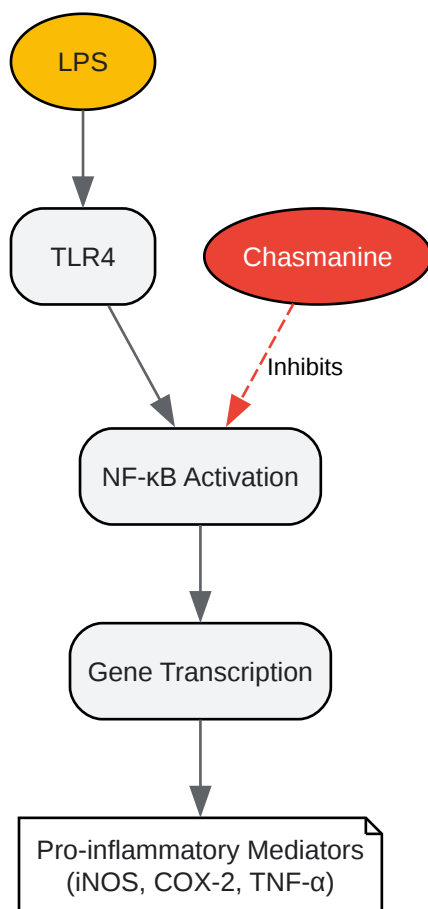 LPS
TLR4
Chasmanine
Inhibits
NF-κB Activation
Gene Transcription
Pro-inflammatory Mediators
(iNOS, COX-2, TNF-α)